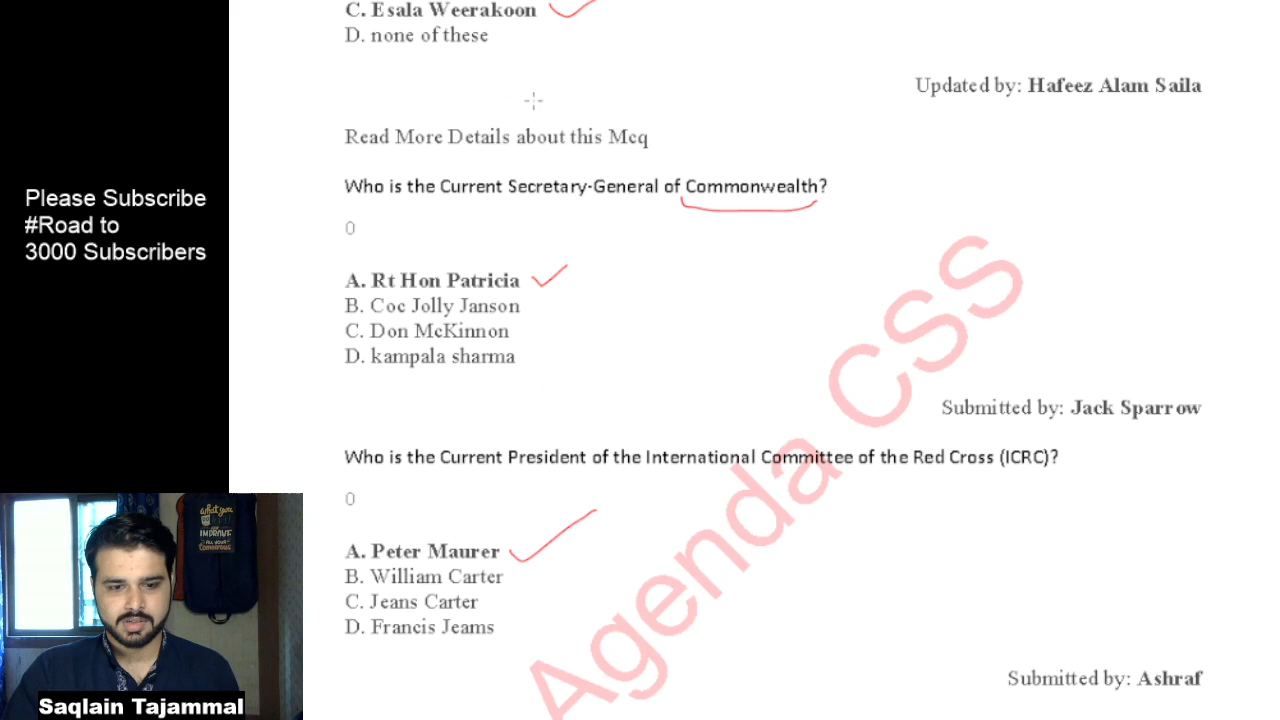 C. Esala Weerakoon
D. none of these
Updated by: Hafeez Alam Saila
Read More Details about this Mcq
Who is the Current Secretary-General of Commonwealth?
0
A. Rt Hon Patricia
B. Coc Jolly Janson
C. Don McKinnon
D. kampala sharma
Submitted by: Jack Sparrow
Who is the Current President of the International Committee of the Red Cross (ICRC)?
0
A. Peter Maurer
B. William Carter
C. Jeans Carter
D. Francis Jeams
Submitted by: Ashraf
Agenda CSS
Please Subscribe
#Road to
3000 Subscribers
what you
IMPROVE
Saqlain Tajammal